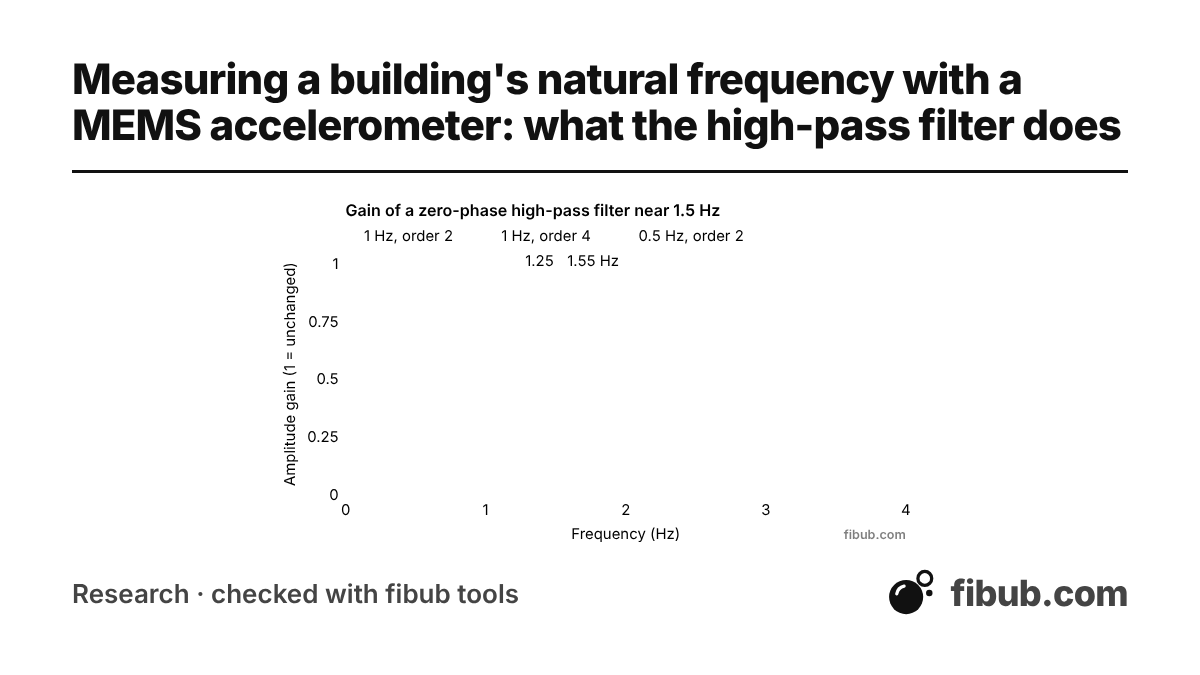 Measuring a building's natural frequency with a
MEMS accelerometer: what the high-pass filter does
Gain of a zero-phase high-pass filter near 1.5 Hz
1 Hz, order 2 1 Hz, order 4 0.5 Hz, order 2
1.25 1.55 Hz
Amplitude gain (1 = unchanged)
1
0.75
0.5
0.25
0
0 1 2 3 4
Frequency (Hz)
fibub.com
Research · checked with fibub tools
fibub.com